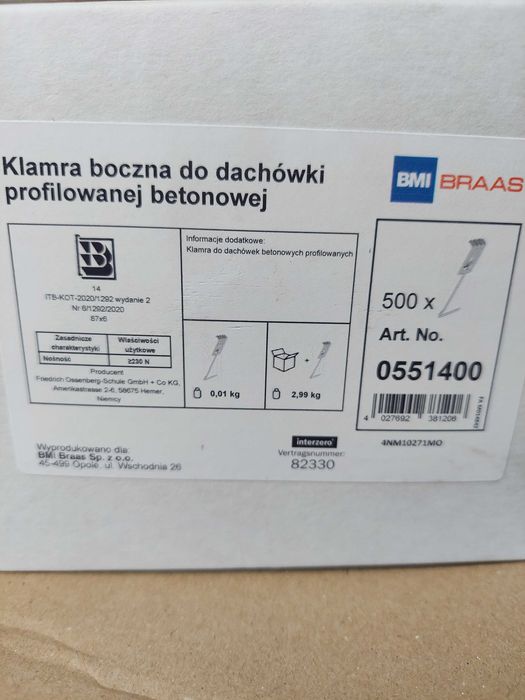 Klamra boczna do dachówki
profilowanej betonowej
BMI BRAAS
B
14
ITB-KOT-2020/1292 wydanie 2
Nr 6/1292/2020
87x6
Zasadnicze
charakterystyki
Właściwości
użytkowe
Nośność
≥230 N
Producent
Friedrich Ossenberg-Schule GmbH + Co KG,
Amerikastrasse 2-6, 58675 Hemer,
Niemcy
Informacje dodatkowe:
Klamra do dachówek betonowych profilowanych
0,01 kg
+
2,99 kg
500 x
Art. No.
0551400
4 027692 381206
4NM10271MO
Wyprodukowano dla:
BMI Braas Sp. z o.o.
45-499 Opole, ul. Wschodnia 26
interzero
Vertragsnummer:
82330